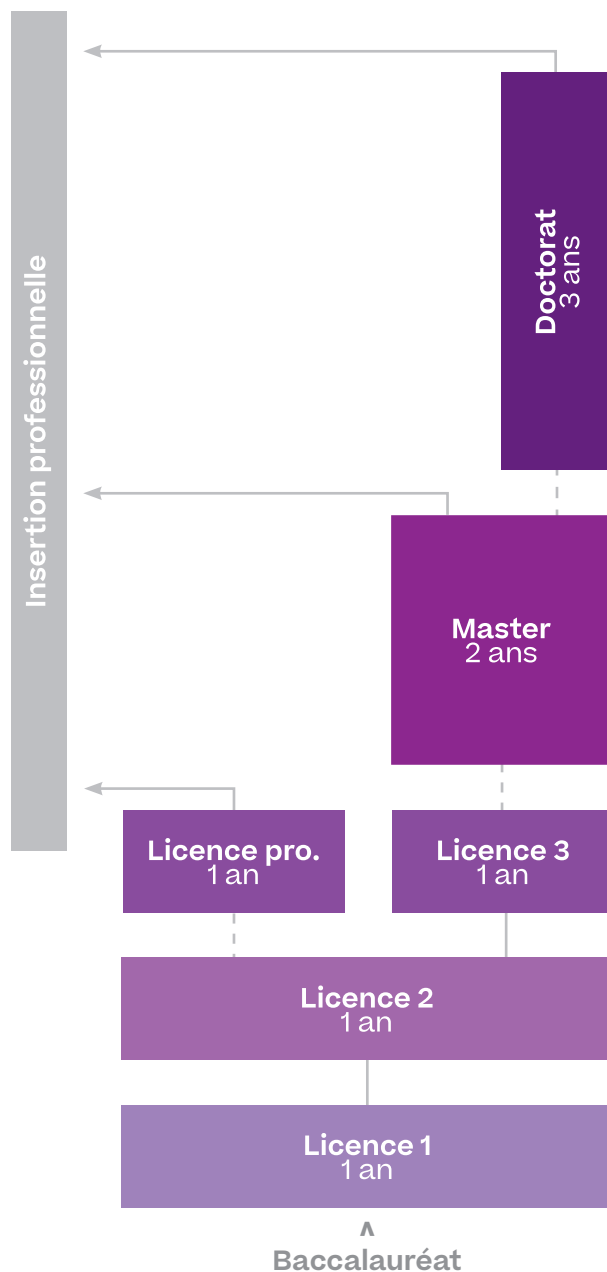 Insertion professionnelle
Doctorat
3 ans
Master
2 ans
Licence pro.
1 an
Licence 3
1 an
Licence 2
1 an
Licence 1
1 an
Baccalauréat